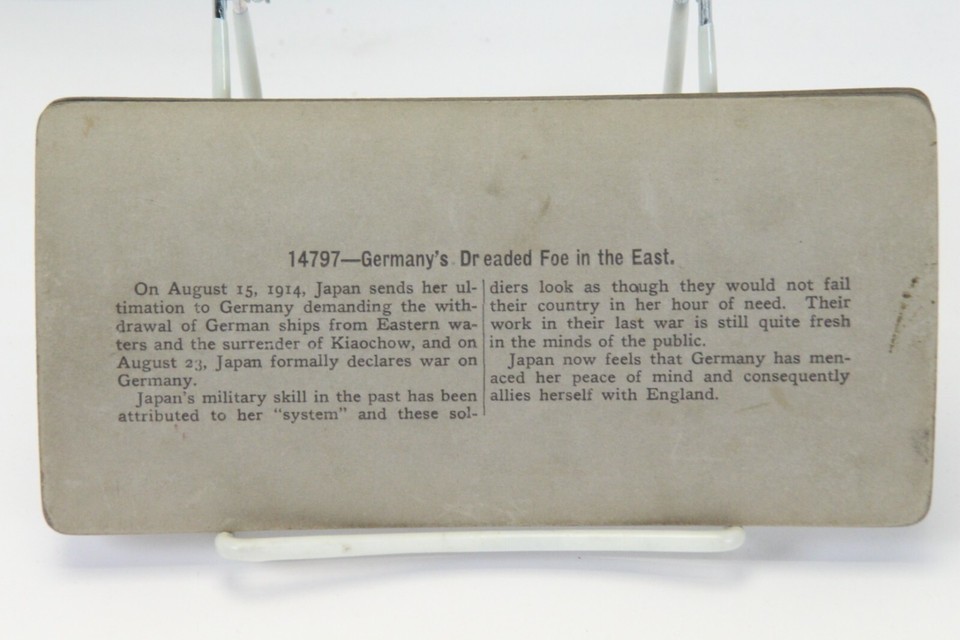 14797—Germany's Dreaded Foe in the East.
On August 15, 1914, Japan sends her ul-
timation to Germany demanding the with-
drawal of German ships from Eastern wa-
ters and the surrender of Kiaochow, and on
August 23, Japan formally declares war on
Germany.
Japan's military skill in the past has been
attributed to her "system" and these sol-
diers look as though they would not fail
their country in her hour of need. Their
work in their last war is still quite fresh
in the minds of the public.
Japan now feels that Germany has men-
aced her peace of mind and consequently
allies herself with England.